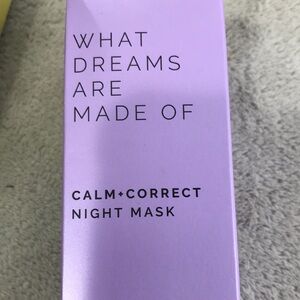 WHAT
DREAMS
ARE
MADE OF
CALM+CORRECT
NIGHT MASK